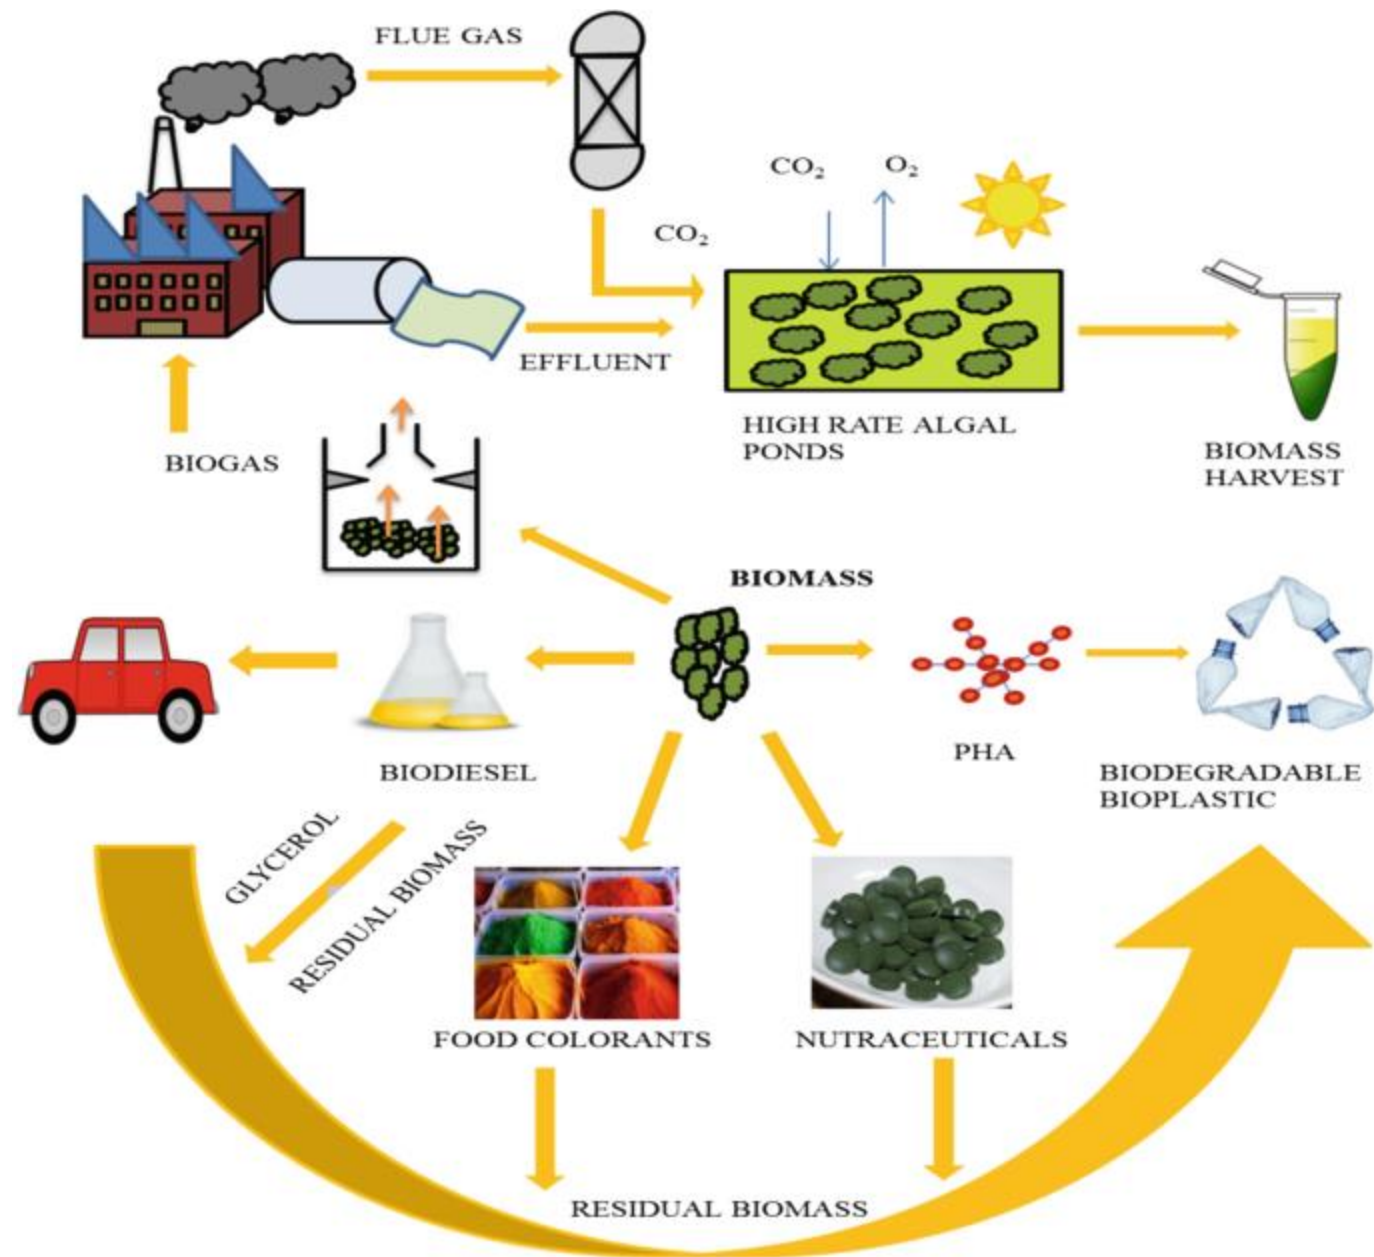 FLUE GAS
CO₂
O₂
CO₂
EFFLUENT
HIGH RATE ALGAL
PONDS
BIOMASS
HARVEST
BIOGAS
BIOMASS
BIODIESEL
PHA
BIODEGRADABLE
BIOPLASTIC
GLYCEROL
RESIDUAL BIOMASS
FOOD COLORANTS
NUTRACEUTICALS
RESIDUAL BIOMASS